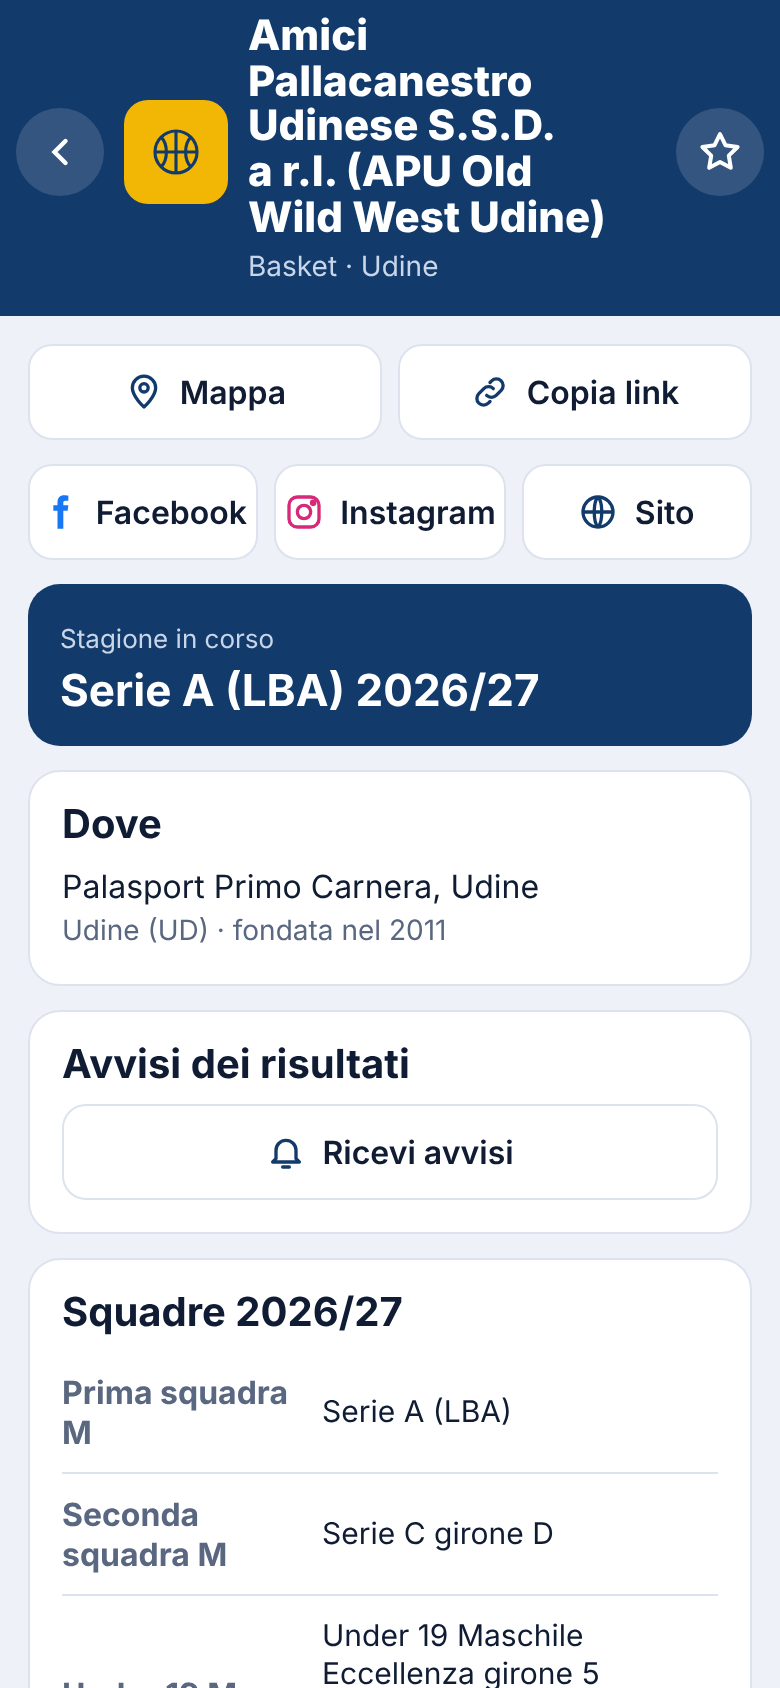 Amici
Pallacanestro
Udinese S.S.D.
a r.l. (APU Old
Wild West Udine)
Basket · Udine
Mappa
Copia link
Facebook
Instagram
Sito
Stagione in corso
Serie A (LBA) 2026/27
Dove
Palasport Primo Carnera, Udine
Udine (UD) · fondata nel 2011
Avvisi dei risultati
Ricevi avvisi
Squadre 2026/27
Prima squadra
M
Serie A (LBA)
Seconda
squadra M
Serie C girone D
Under 19 Maschile
Eccellenza girone 5
Under 19 M